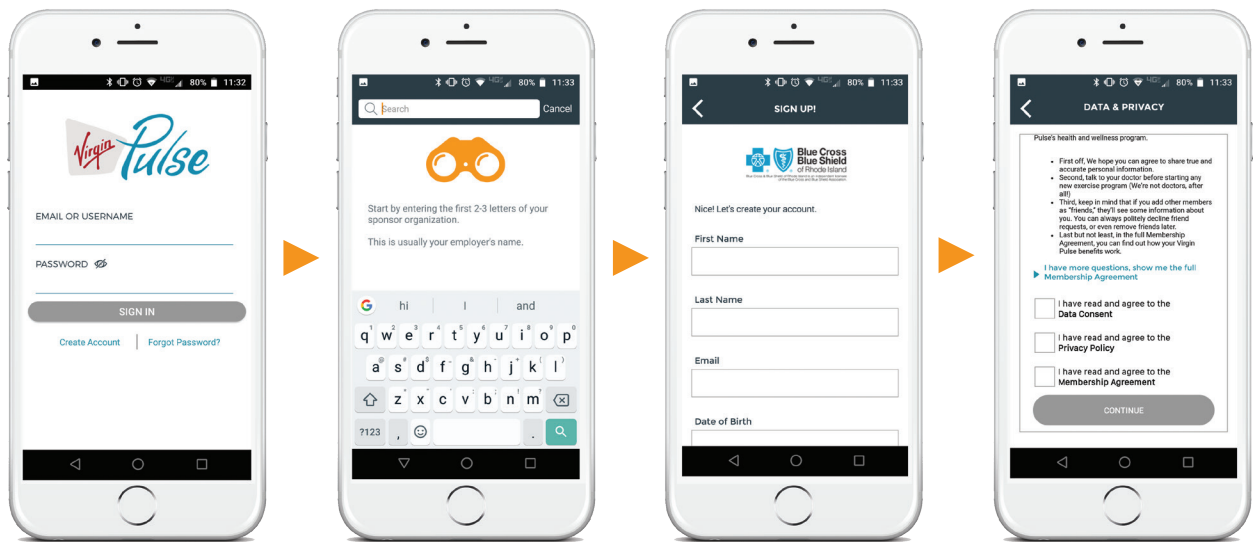 80% 11:32
Virgin Pulse
EMAIL OR USERNAME
PASSWORD
SIGN IN
Create Account | Forgot Password?
80% 11:33
Search Cancel
Start by entering the first 2-3 letters of your
sponsor organization.
This is usually your employer's name.
G hi I and
q1 w2 e3 r4 t5 y6 u7 i8 o9 p0
a s d f g h j k l
z x c v b n m
?123 , .
80% 11:33
SIGN UP!
Blue Cross
Blue Shield
of Rhode Island
Nice! Let's create your account.
First Name
Last Name
Email
Date of Birth
80% 11:33
DATA & PRIVACY
Pulse's health and wellness program.
• First off, We hope you can agree to share true and
accurate personal information.
• Second, talk to your doctor before starting any
new exercise program (We're not doctors, after
all!)
• Third, keep in mind that if you add other members
as "friends," they'll see some information about
you. You can always politely decline friend
requests, or even remove friends later.
• Last but not least, in the full Membership
Agreement, you can find out how your Virgin
Pulse benefits work.
I have more questions, show me the full
Membership Agreement
I have read and agree to the
Data Consent
I have read and agree to the
Privacy Policy
I have read and agree to the
Membership Agreement
CONTINUE